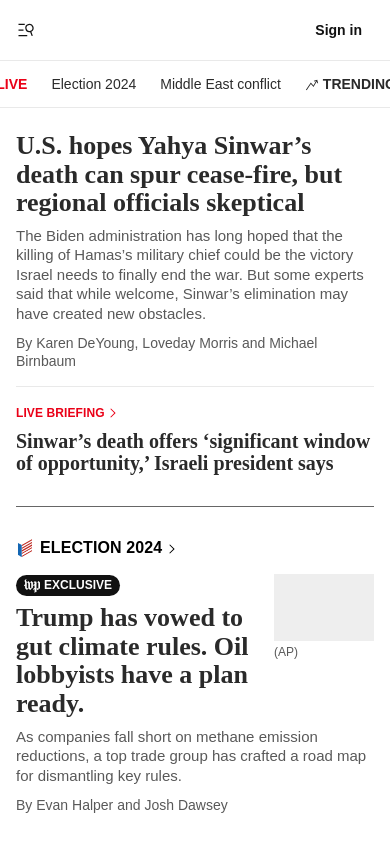 Sign in
LIVE
Election 2024
Middle East conflict
TRENDING
U.S. hopes Yahya Sinwar’s
death can spur cease-fire, but
regional officials skeptical
The Biden administration has long hoped that the
killing of Hamas’s military chief could be the victory
Israel needs to finally end the war. But some experts
said that while welcome, Sinwar’s elimination may
have created new obstacles.
By Karen DeYoung, Loveday Morris and Michael
Birnbaum
LIVE BRIEFING
Sinwar’s death offers ‘significant window
of opportunity,’ Israeli president says
ELECTION 2024
wp EXCLUSIVE
Trump has vowed to
gut climate rules. Oil
lobbyists have a plan
ready.
(AP)
As companies fall short on methane emission
reductions, a top trade group has crafted a road map
for dismantling key rules.
By Evan Halper and Josh Dawsey